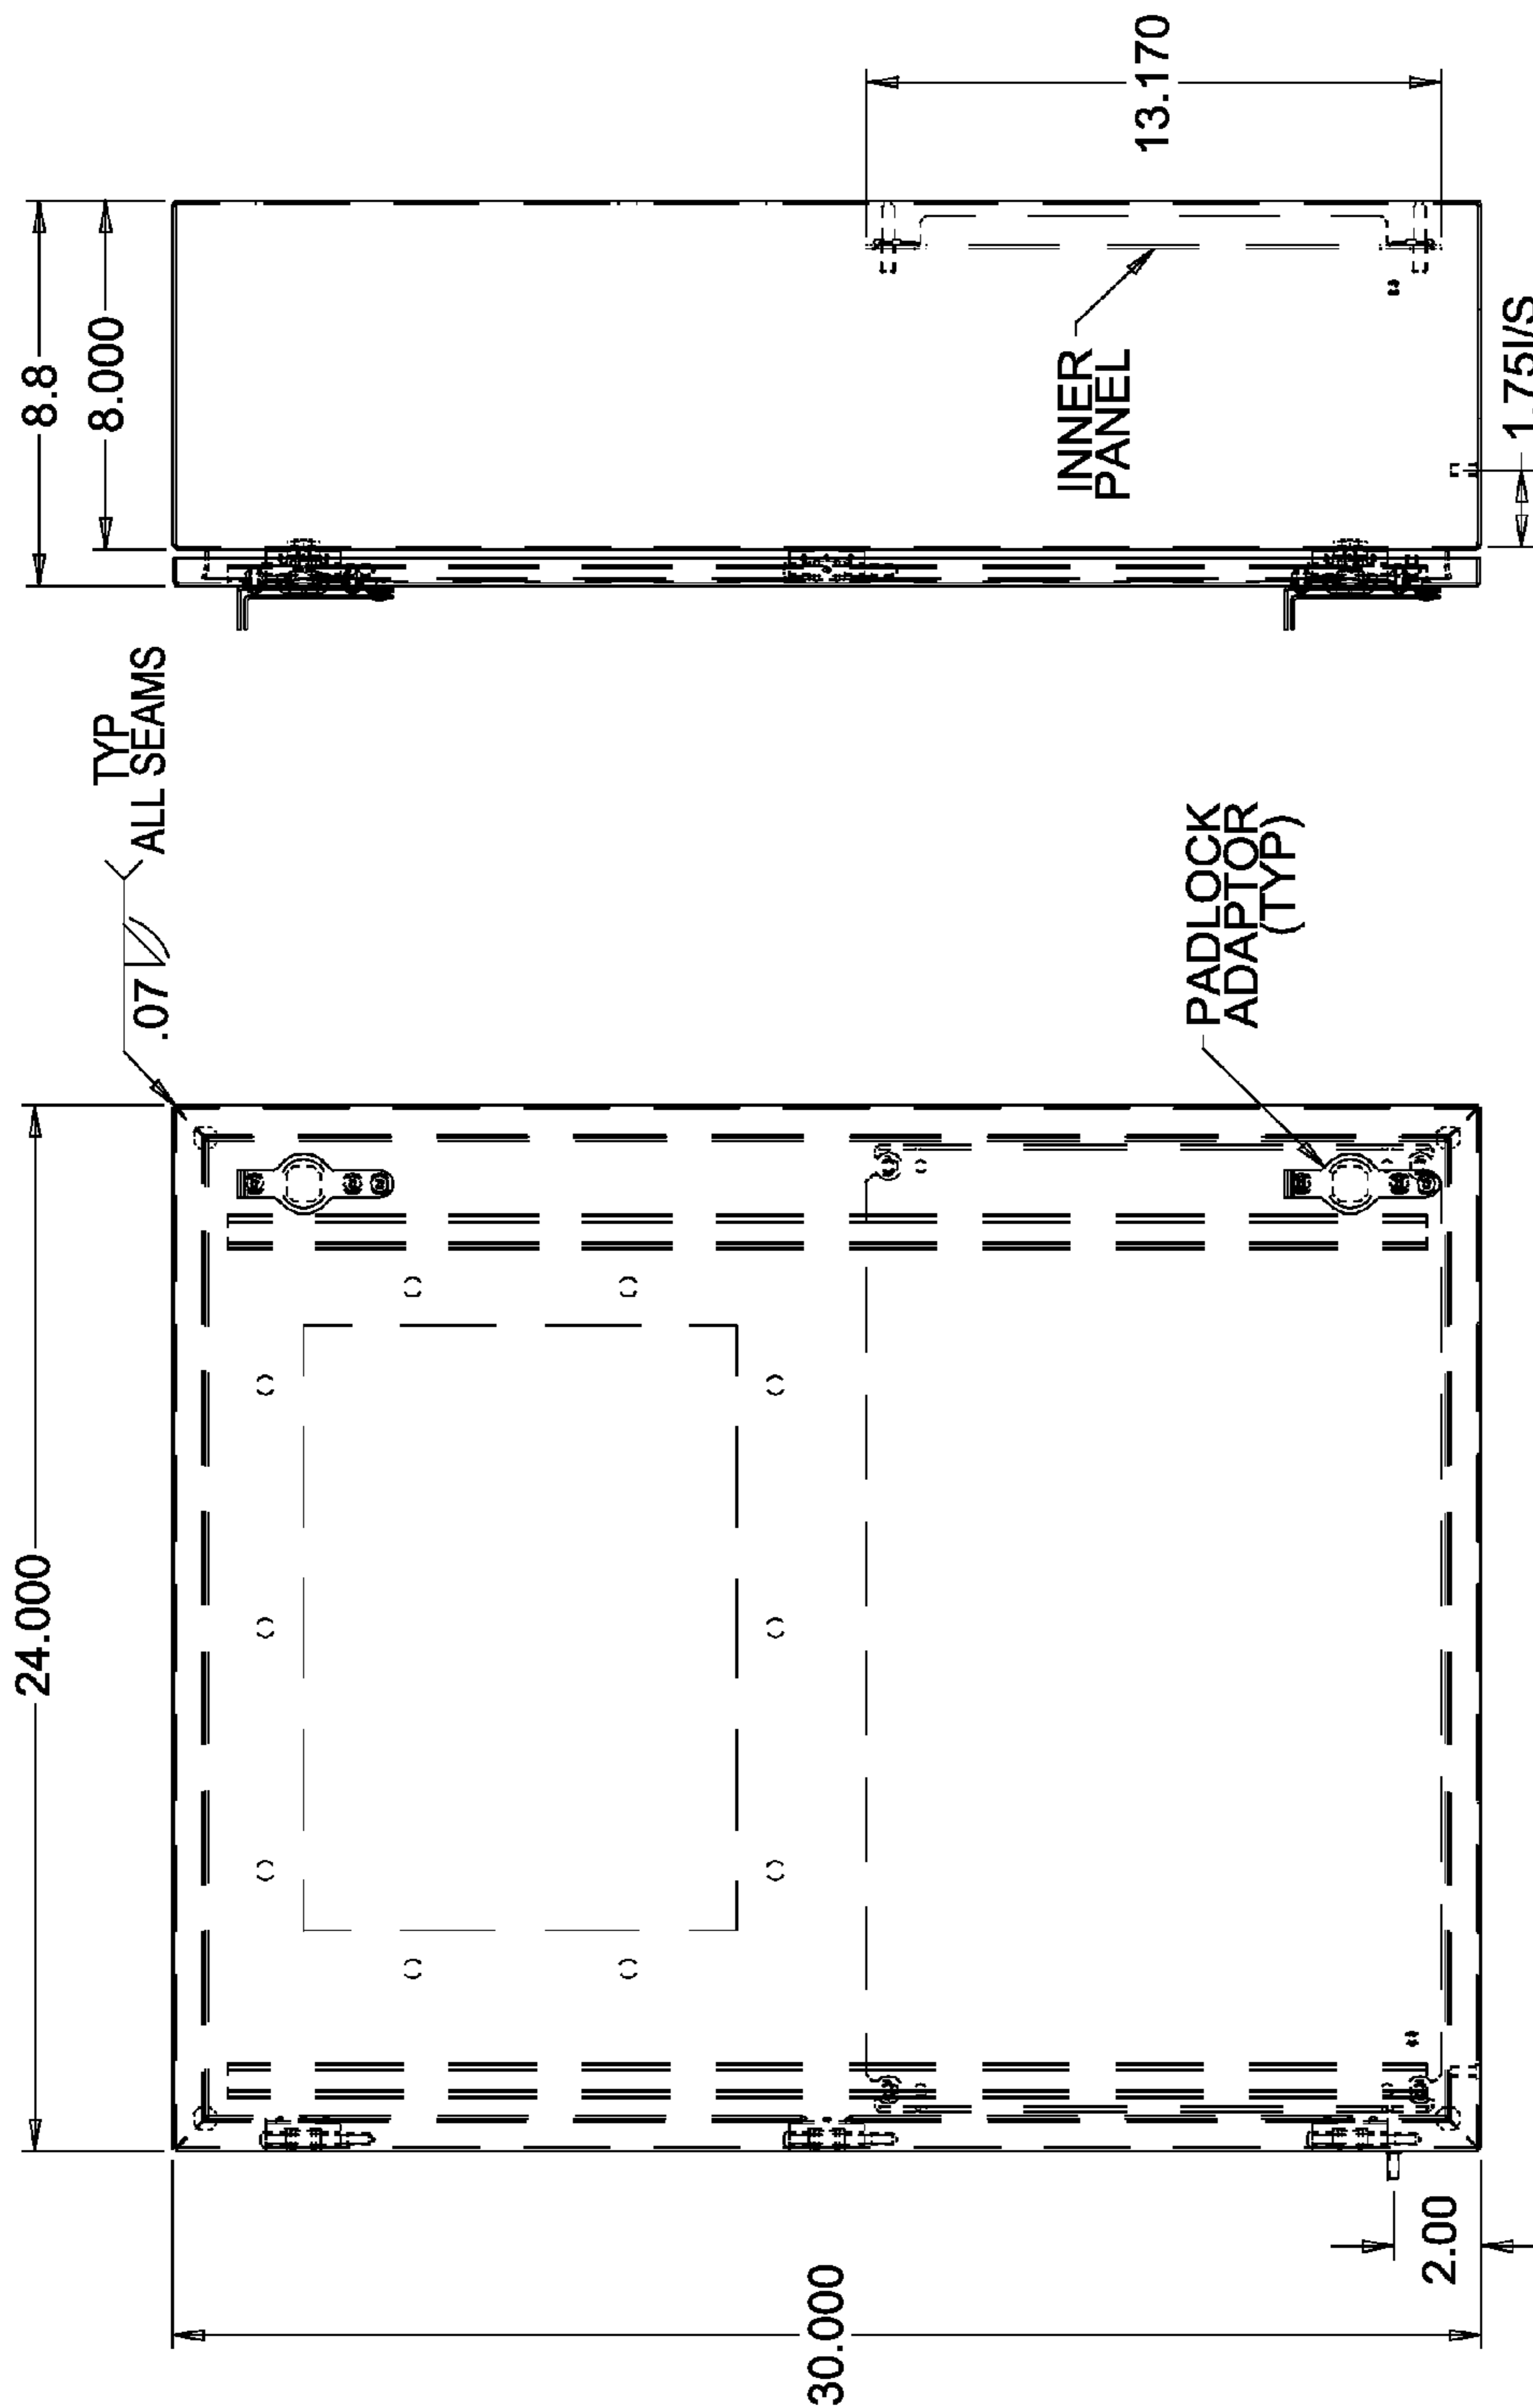 24.000
.07
TYP
ALL SEAMS
8.8
8.000
30.000
2.00
PADLOCK
ADAPTOR
(TYP)
INNER
PANEL
13.170
1.75I/S